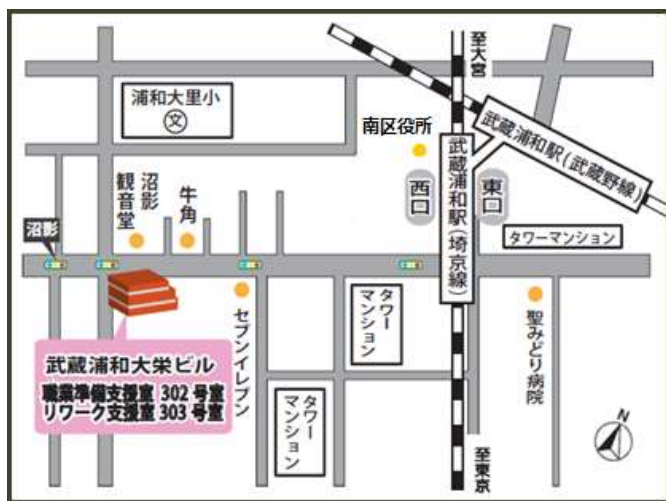 至大宮
浦和大里小
文
南区役所
武蔵浦和駅(武蔵野線)
武蔵浦和駅(埼京線)
西口
東口
沼影
観音堂
牛角
沼影
タワーマンション
セブンイレブン
タワー
マンション
聖みどり病院
武蔵浦和大栄ビル
職業準備支援室 302号室
リワーク支援室 303号室
タワー
マンション
至東京
N